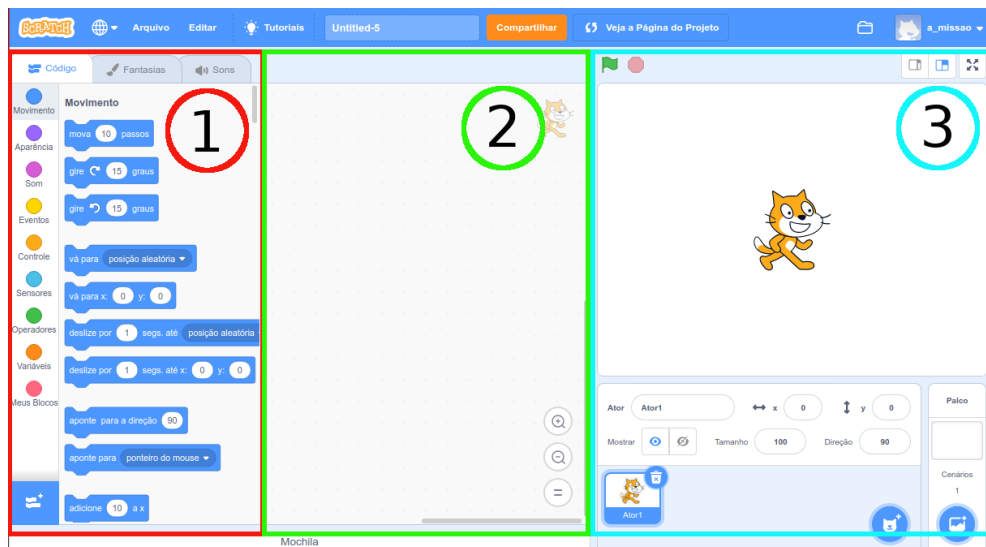 SCRATCH Arquivo Editar Tutoriais Untitled-5 Compartilhar Veja a Página do Projeto a_missao
Código Fantasias Sons
1
Movimento
Aparência
Som
Eventos
Controle
Sensores
Operadores
Variáveis
Meus Blocos
Movimento
mova 10 passos
gire 15 graus
gire 15 graus
vá para posição aleatória
vá para x: 0 y: 0
deslize por 1 segs. até posição aleatória
deslize por 1 segs. até x: 0 y: 0
aponte para a direção 90
aponte para ponteiro do mouse
adicione 10 a x
2
=
Mochila
3
Ator Ator1 x 0 y 0
Mostrar Tamanho 100 Direção 90
Ator1
Palco
Cenários
1